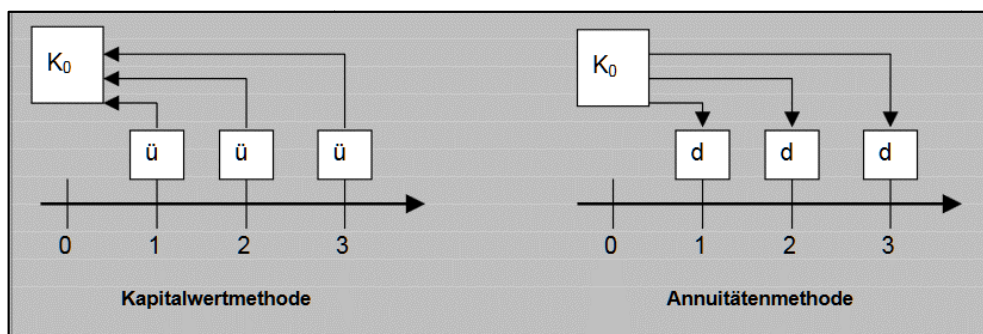 K0 K0
ü ü ü d d d
0 1 2 3 0 1 2 3
Kapitalwertmethode Annuitätenmethode